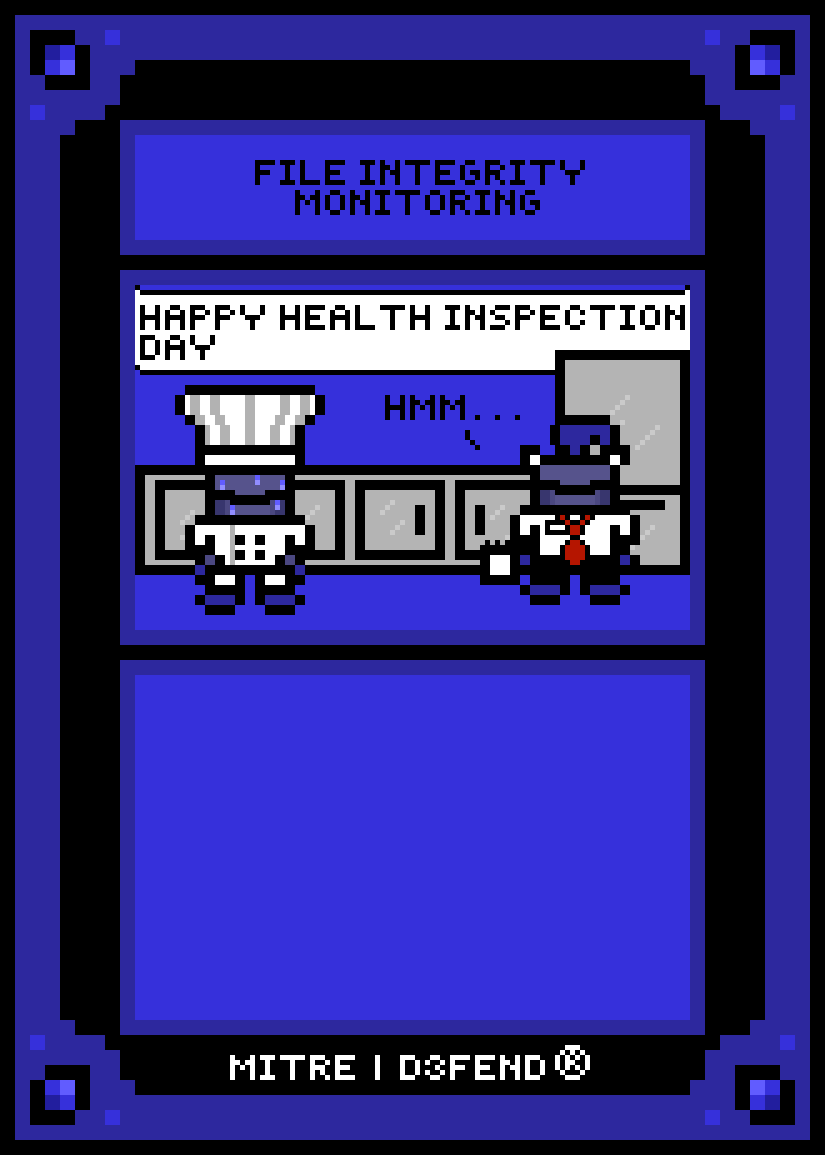 FILE INTEGRITY
MONITORING
HAPPY HEALTH INSPECTION
DAY
HMM...
MITRE | D3FEND®